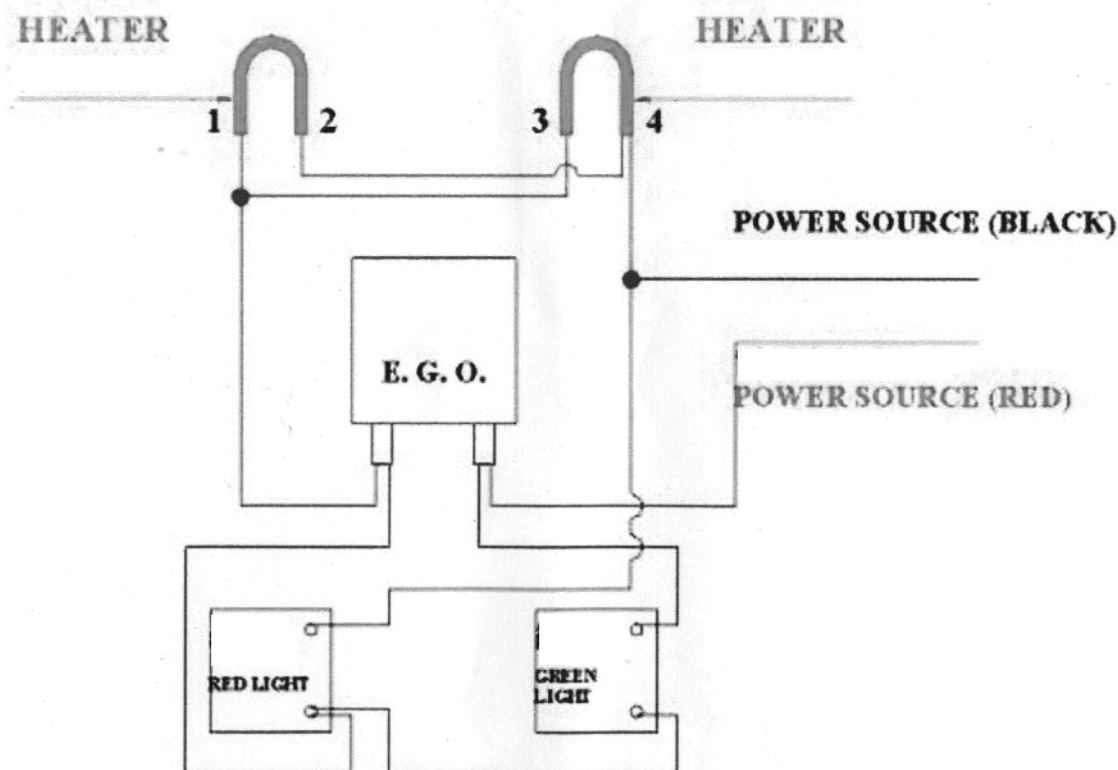 HEATER
HEATER
1
2
3
4
POWER SOURCE (BLACK)
E. G. O.
POWER SOURCE (RED)
RED LIGHT
GREEN
LIGHT